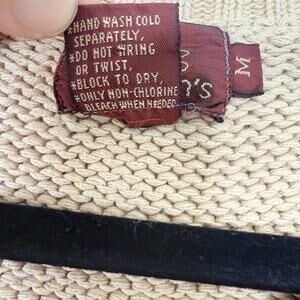 *HAND WASH COLD
SEPARATELY,
*DO NOT WRING
OR TWIST,
*BLOCK TO DRY,
*ONLY NON-CHLORINE
BLEACH WHEN NEEDED.
M